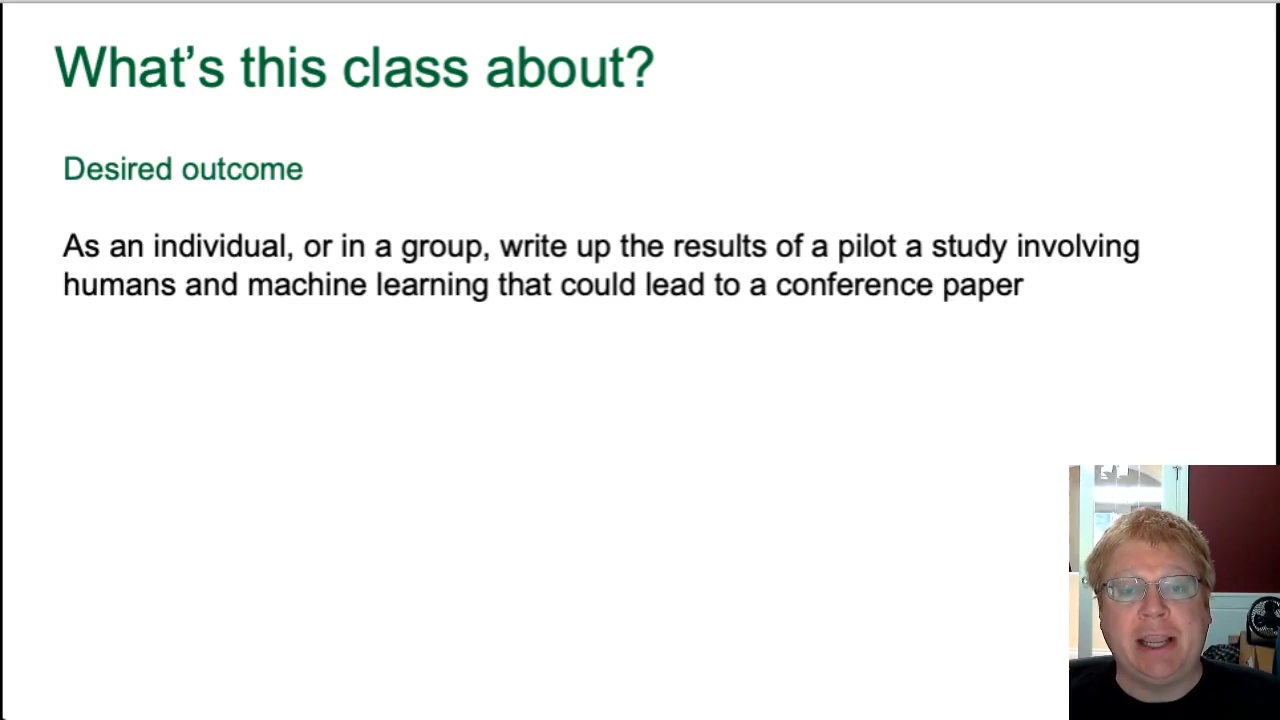 What's this class about?
Desired outcome
As an individual, or in a group, write up the results of a pilot a study involving
humans and machine learning that could lead to a conference paper